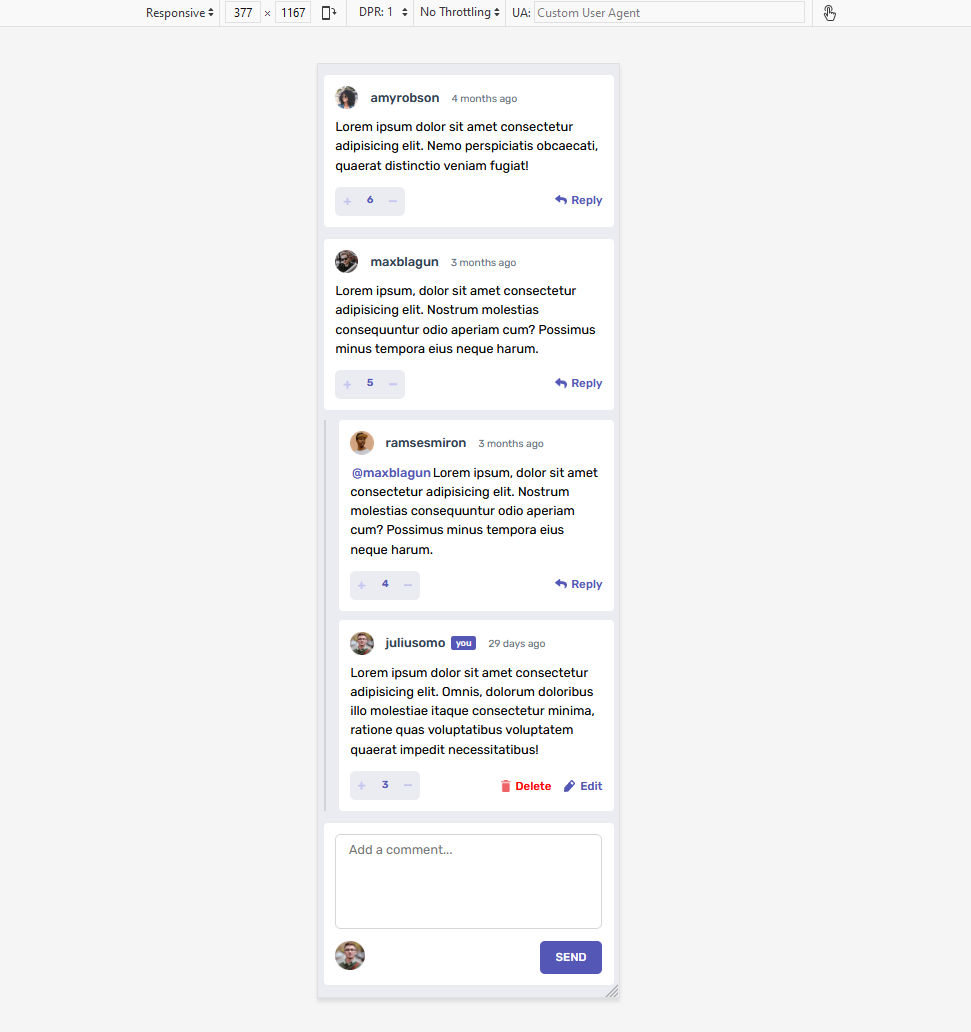 Responsive 377 × 1167 DPR: 1 No Throttling UA: Custom User Agent
amyrobson 4 months ago
Lorem ipsum dolor sit amet consectetur
adipisicing elit. Nemo perspiciatis obcaecati,
quaerat distinctio veniam fugiat!
+ 6 − Reply
maxblagun 3 months ago
Lorem ipsum, dolor sit amet consectetur
adipisicing elit. Nostrum molestias
consequuntur odio aperiam cum? Possimus
minus tempora eius neque harum.
+ 5 − Reply
ramsesmiron 3 months ago
@maxblagun Lorem ipsum, dolor sit amet
consectetur adipisicing elit. Nostrum
molestias consequuntur odio aperiam
cum? Possimus minus tempora eius
neque harum.
+ 4 − Reply
juliusomo you 29 days ago
Lorem ipsum dolor sit amet consectetur
adipisicing elit. Omnis, dolorum doloribus
illo molestiae itaque consectetur minima,
ratione quas voluptatibus voluptatem
quaerat impedit necessitatibus!
+ 3 − Delete Edit
Add a comment...
SEND